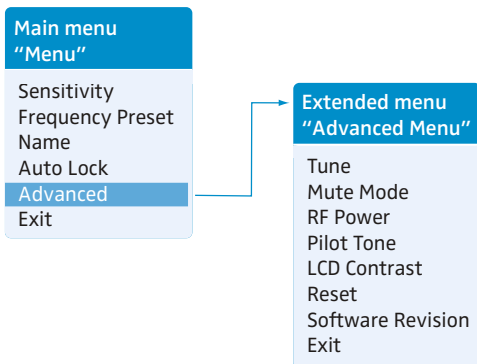 Main menu
“Menu”
Sensitivity
Frequency Preset
Name
Auto Lock
Advanced
Exit
Extended menu
“Advanced Menu”
Tune
Mute Mode
RF Power
Pilot Tone
LCD Contrast
Reset
Software Revision
Exit